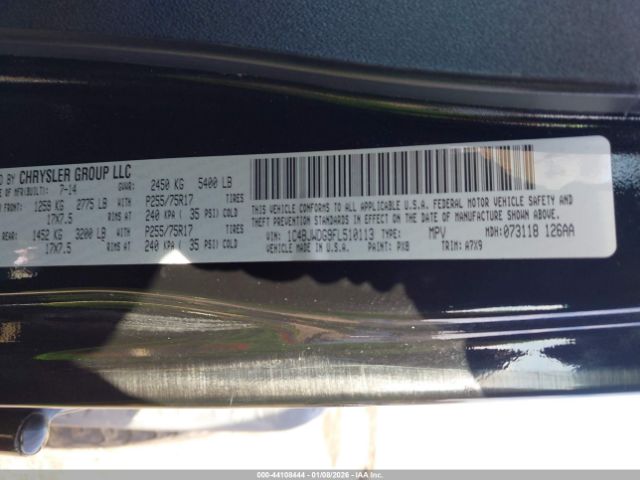 D BY CHRYSLER GROUP LLC
E OF MFR(BUILT): 7-14 GVWR: 2450 KG 5400 LB
FRONT: 1259 KG 2775 LB P255/75R17 TIRES
17X7.5 RIMS AT 240 KPA ( 35 PSI) COLD
REAR: 1452 KG 3200 LB P255/75R17 TIRES
17X7.5 RIMS AT 240 KPA ( 35 PSI) COLD
THIS VEHICLE CONFORMS TO ALL APPLICABLE U.S.A. FEDERAL MOTOR VEHICLE SAFETY AND
THEFT PREVENTION STANDARDS IN EFFECT ON THE DATE OF MANUFACTURE SHOWN ABOVE.
VIN: 1C4BJWDG9FL510113 TYPE: MPV MDH: 073118 126AA
VEHICLE MADE IN U.S.A. PAINT: PX8 TRIM: A7X9
000-44108444 | 01/08/2026 | IAA Inc.